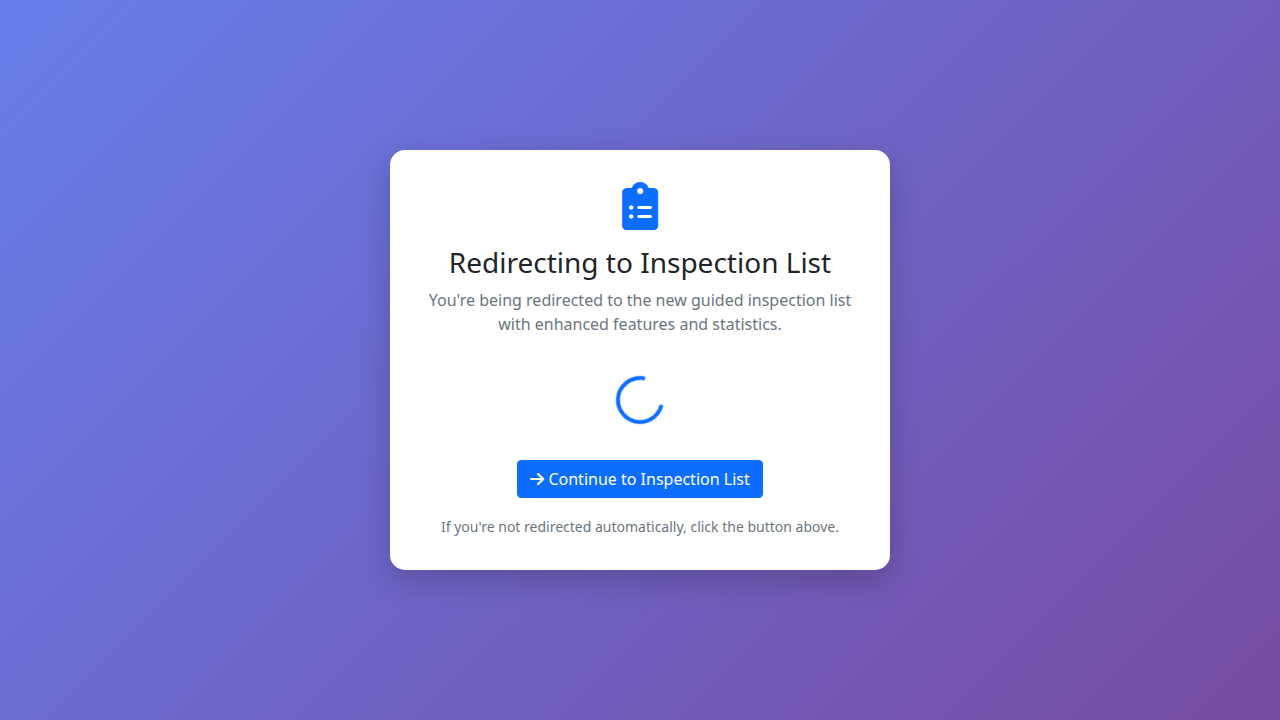 Redirecting to Inspection List
You're being redirected to the new guided inspection list
with enhanced features and statistics.
Continue to Inspection List
If you're not redirected automatically, click the button above.